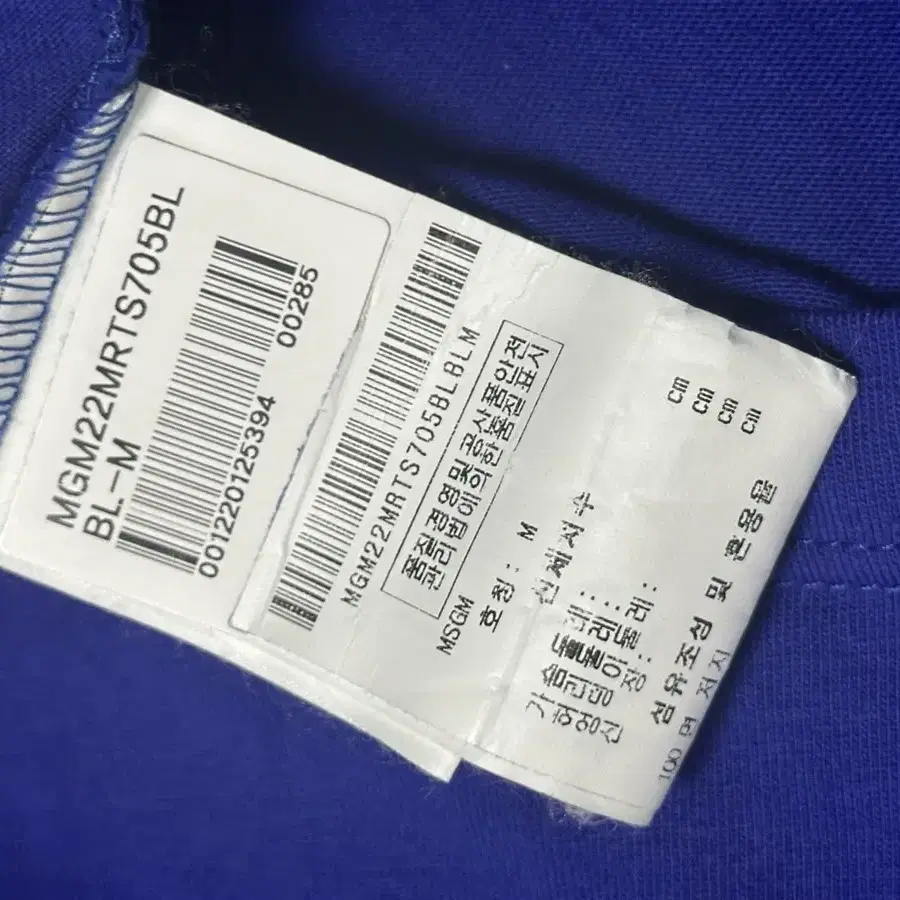 MGM22MRTS705BL
BL-M
001220125394
00285
MGM22MRTS705BLBLM
품질경영및 공산품안전
관리법에의한 품질표시
MSGM
호칭: M
신체치수
가슴둘레: cm
허리둘레: cm
엉덩이둘레: cm
신장: cm
섬유조성 및 혼용율
100 면 저지